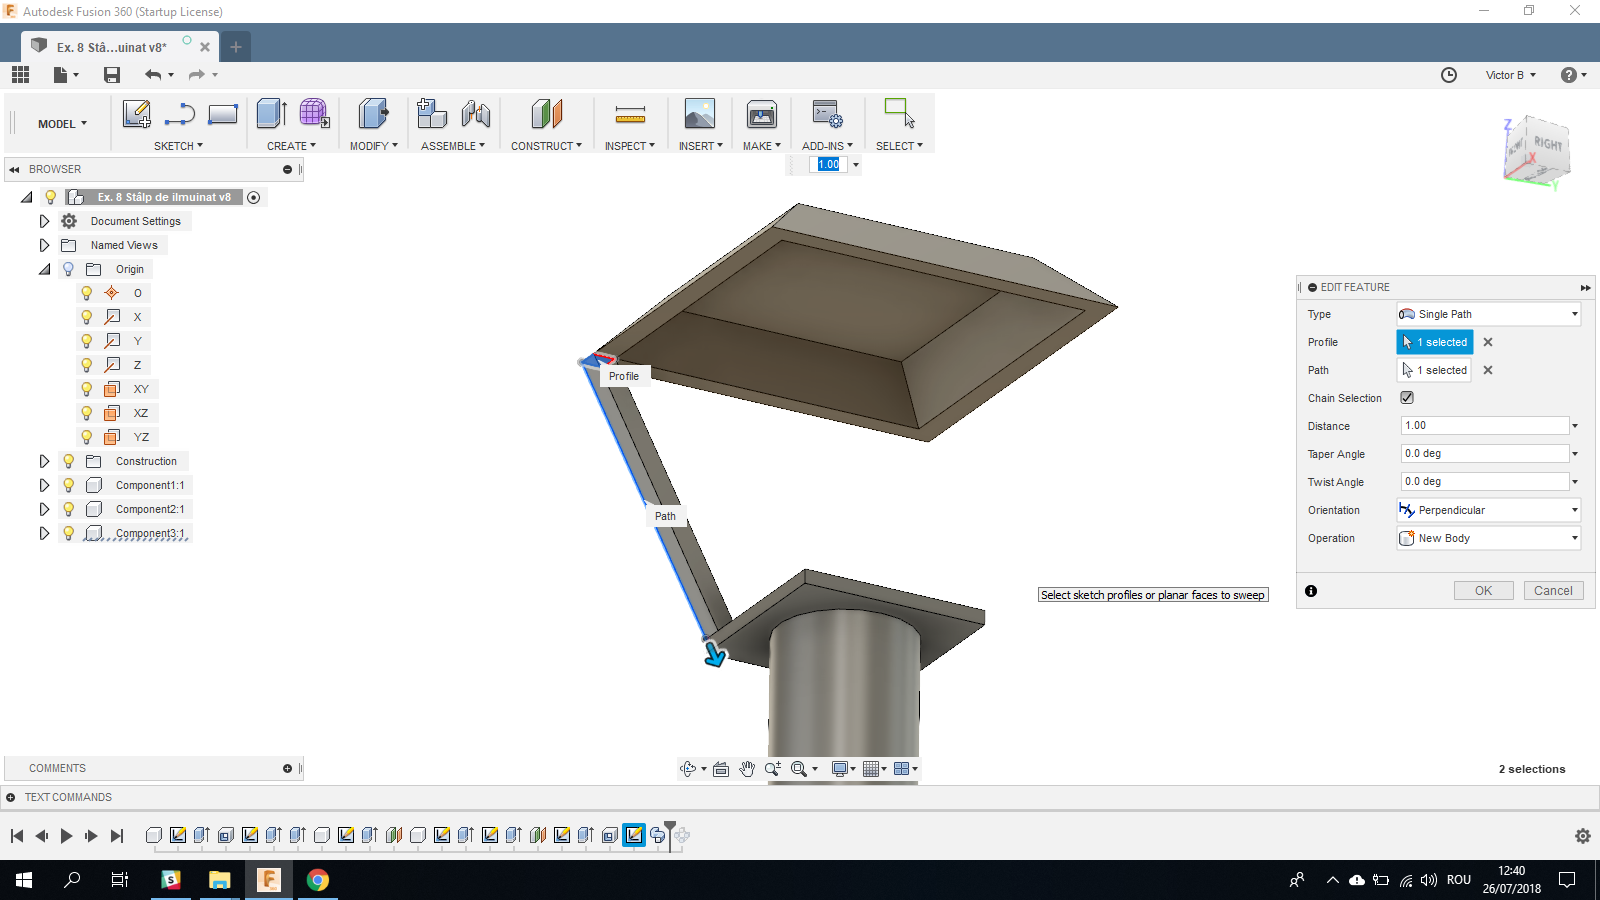 Autodesk Fusion 360 (Startup License)
Ex. 8 Stâ...uinat v8*
Victor B
MODEL
SKETCH
CREATE
MODIFY
ASSEMBLE
CONSTRUCT
INSPECT
INSERT
MAKE
ADD-INS
SELECT
BROWSER
1.00
Z
FRONT
RIGHT
X
Y
Ex. 8 Stâlp de ilmuinat v8
Document Settings
Named Views
Origin
O
X
Y
Z
XY
XZ
YZ
Construction
Component1:1
Component2:1
Component3:1
Profile
Path
EDIT FEATURE
Type Single Path
Profile 1 selected
Path 1 selected
Chain Selection
Distance 1.00
Taper Angle 0.0 deg
Twist Angle 0.0 deg
Orientation Perpendicular
Operation New Body
OK Cancel
Select sketch profiles or planar faces to sweep
COMMENTS
2 selections
TEXT COMMANDS
ROU
12:40
26/07/2018